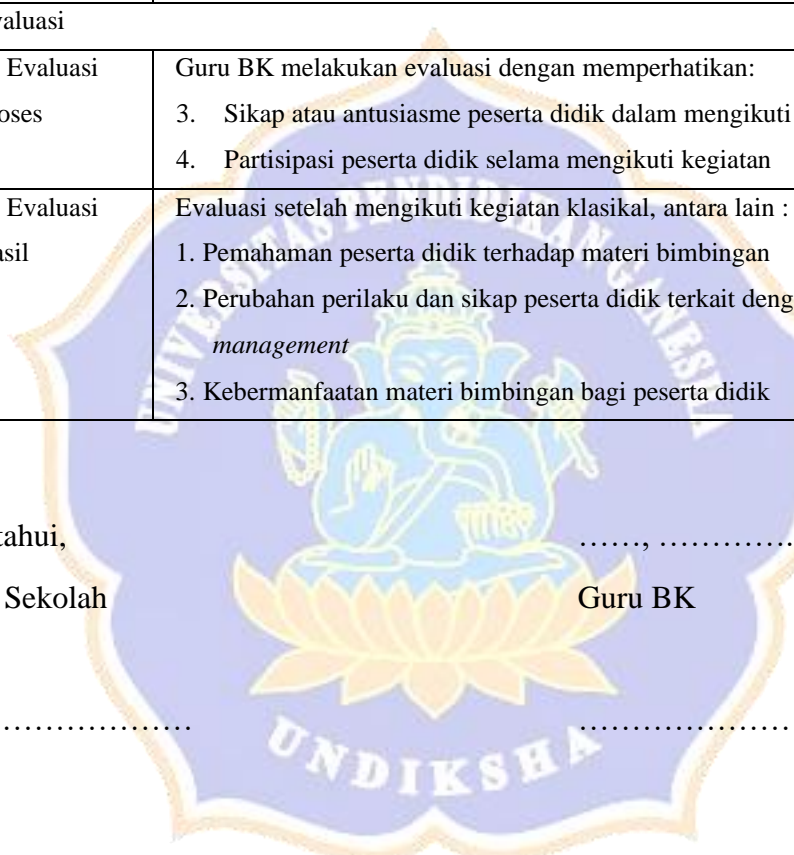 valuasi
Evaluasi
oses
Guru BK melakukan evaluasi dengan memperhatikan:
3. Sikap atau antusiasme peserta didik dalam mengikuti
4. Partisipasi peserta didik selama mengikuti kegiatan
Evaluasi
asil
Evaluasi setelah mengikuti kegiatan klasikal, antara lain :
1. Pemahaman peserta didik terhadap materi bimbingan
2. Perubahan perilaku dan sikap peserta didik terkait deng
management
3. Kebermanfaatan materi bimbingan bagi peserta didik
tahui,
Sekolah
……, ………….
Guru BK
………………… 
…………………
UNIVERSITAS PENDIDIKAN GANESHA
UNDIKSHA